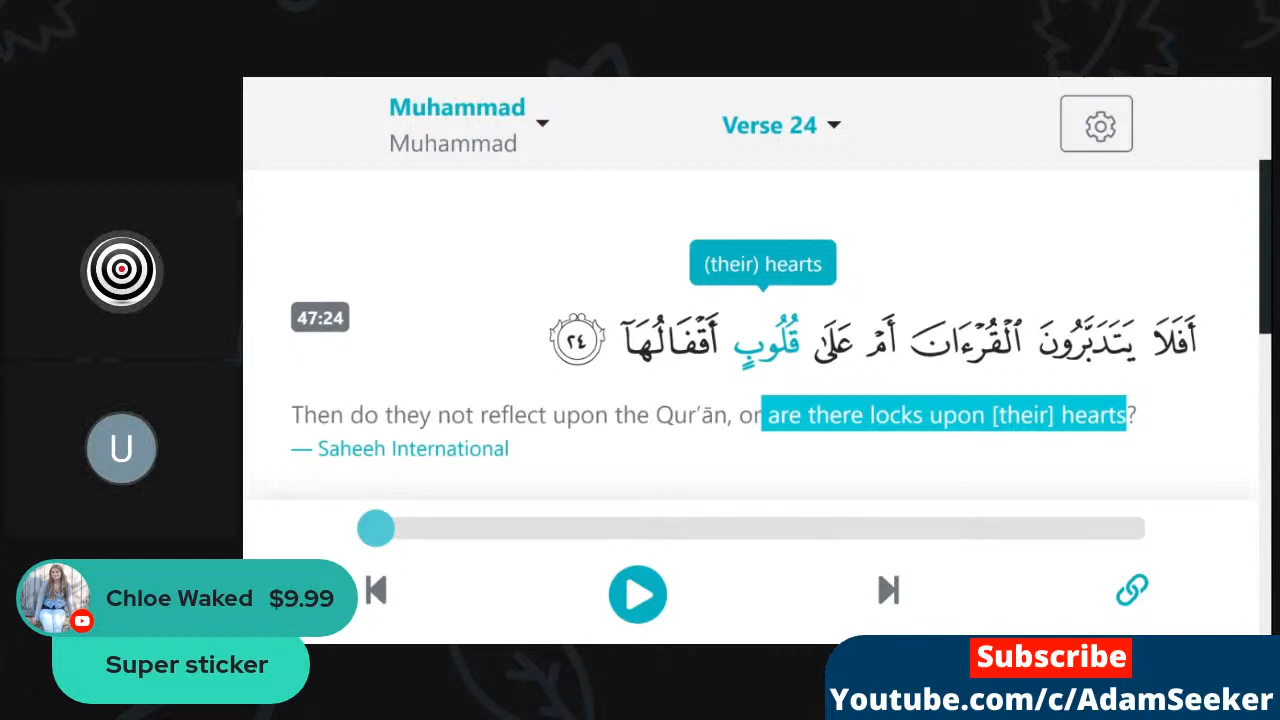 Muhammad
Muhammad
Verse 24
(their) hearts
47:24
أَفَلَا يَتَدَبَّرُونَ ٱلْقُرْءَانَ أَمْ عَلَىٰ قُلُوبٍ أَقْفَالُهَآ ٢٤
Then do they not reflect upon the Qur’ān, or are there locks upon [their] hearts?
— Saheeh International
U
Chloe Waked $9.99
Super sticker
Subscribe
Youtube.com/c/AdamSeeker